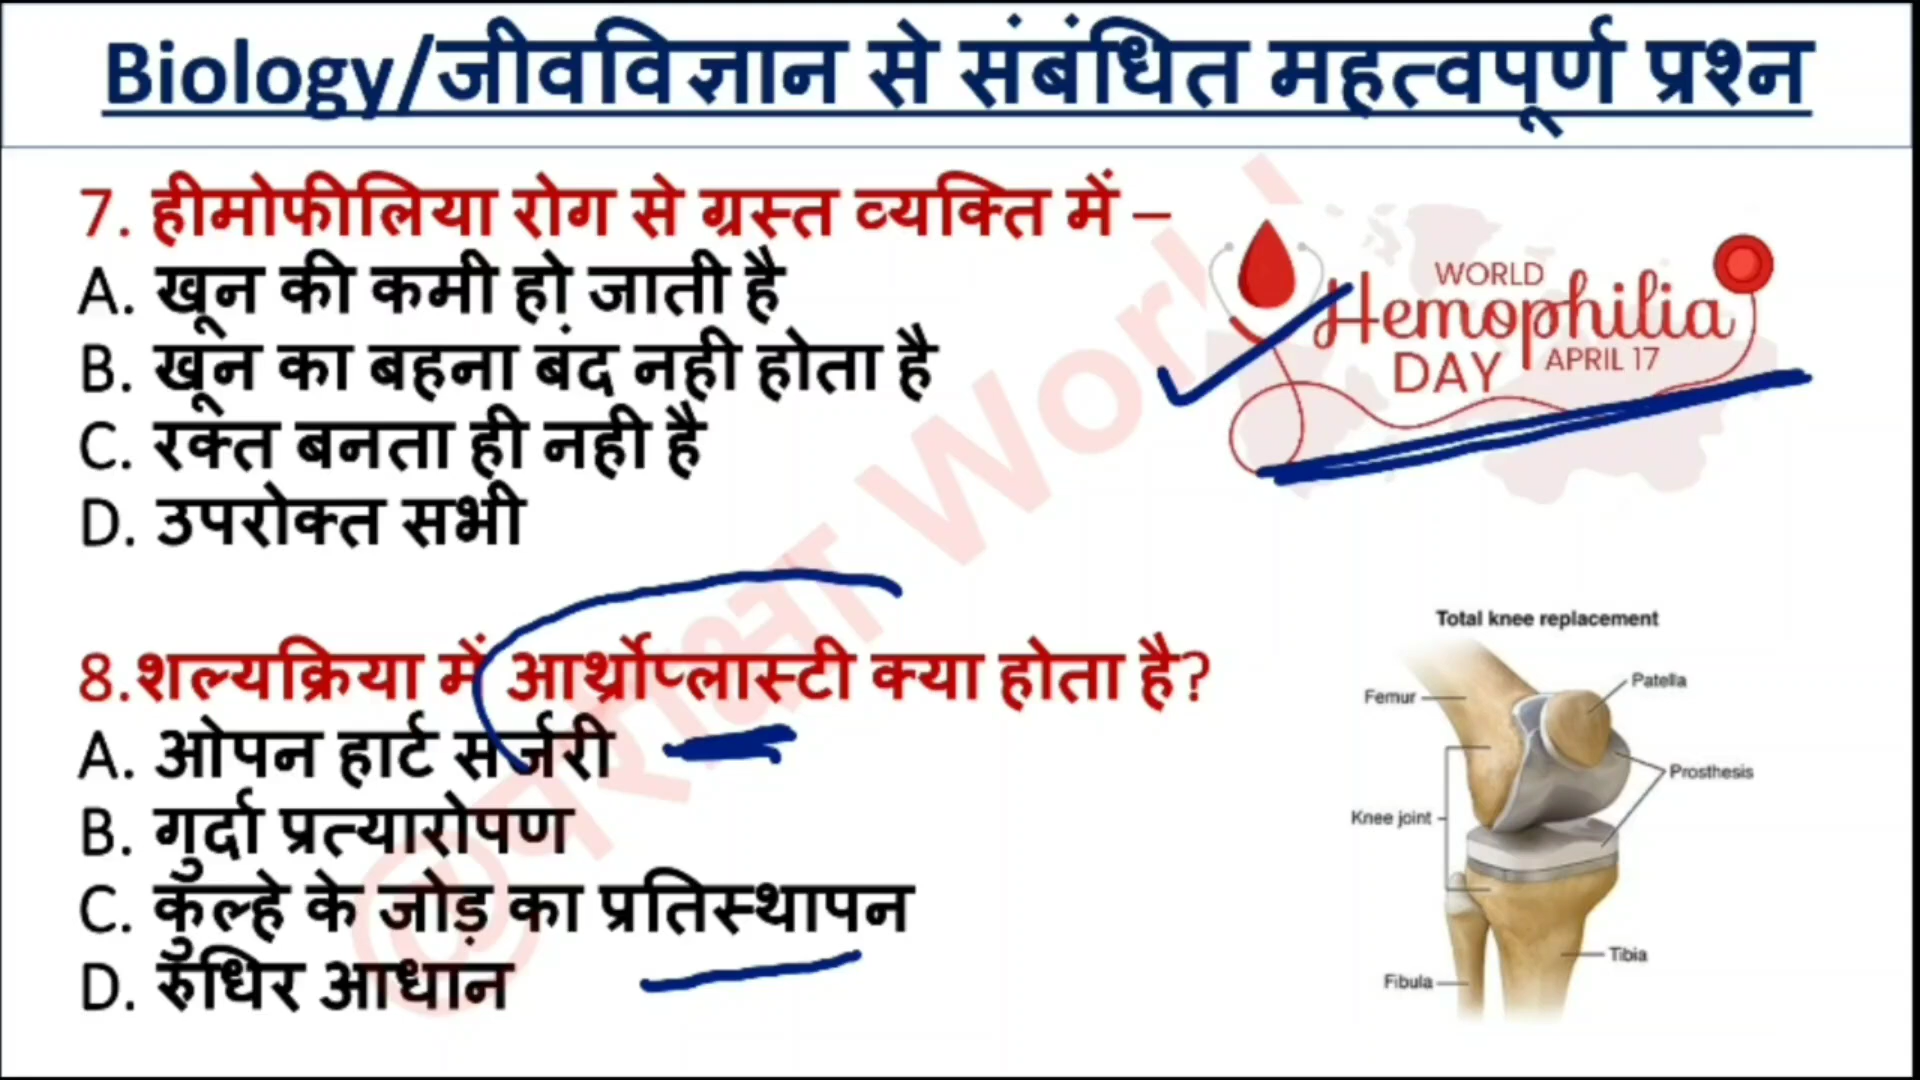 Biology/जीवविज्ञान से संबंधित महत्वपूर्ण प्रश्न
7. हीमोफीलिया रोग से ग्रस्त व्यक्ति में –
A. खून की कमी हो जाती है
B. खून का बहना बंद नही होता है
C. रक्त बनता ही नही है
D. उपरोक्त सभी
WORLD
Hemophilia
DAY APRIL 17
8.शल्यक्रिया में आर्थ्रोप्लास्टी क्या होता है?
A. ओपन हार्ट सर्जरी
B. गुर्दा प्रत्यारोपण
C. कुल्हे के जोड़ का प्रतिस्थापन
D. रुधिर आधान
Total knee replacement
Patella
Femur
Prosthesis
Knee joint
Tibia
Fibula